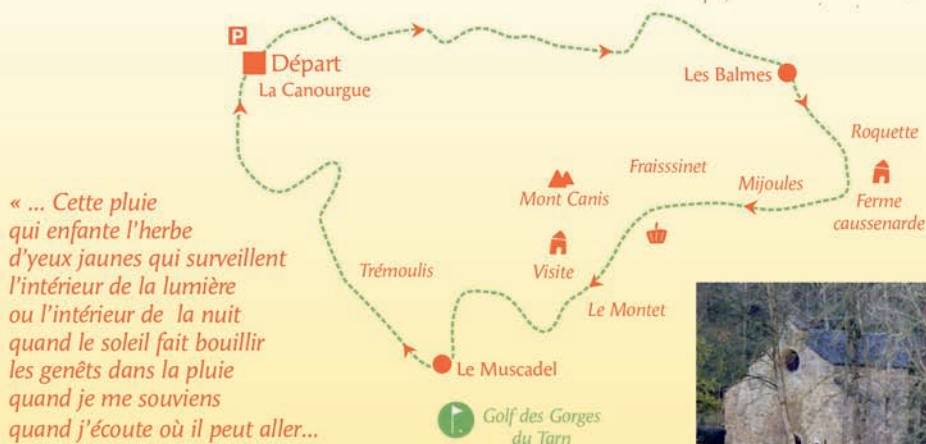 P
Départ
La Canourgue
Les Balmes
Roquette
Fraisssinet
Mont Canis
Mijoules
Ferme
caussenarde
« ... Cette pluie
qui enfante l'herbe
d'yeux jaunes qui surveillent
l'intérieur de la lumière
ou l'intérieur de la nuit
quand le soleil fait bouillir
les genêts dans la pluie
quand je me souviens
quand j'écoute où il peut aller...
Trémoulis
Visite
Le Montet
Le Muscadel
Golf des Gorges
du Tarn